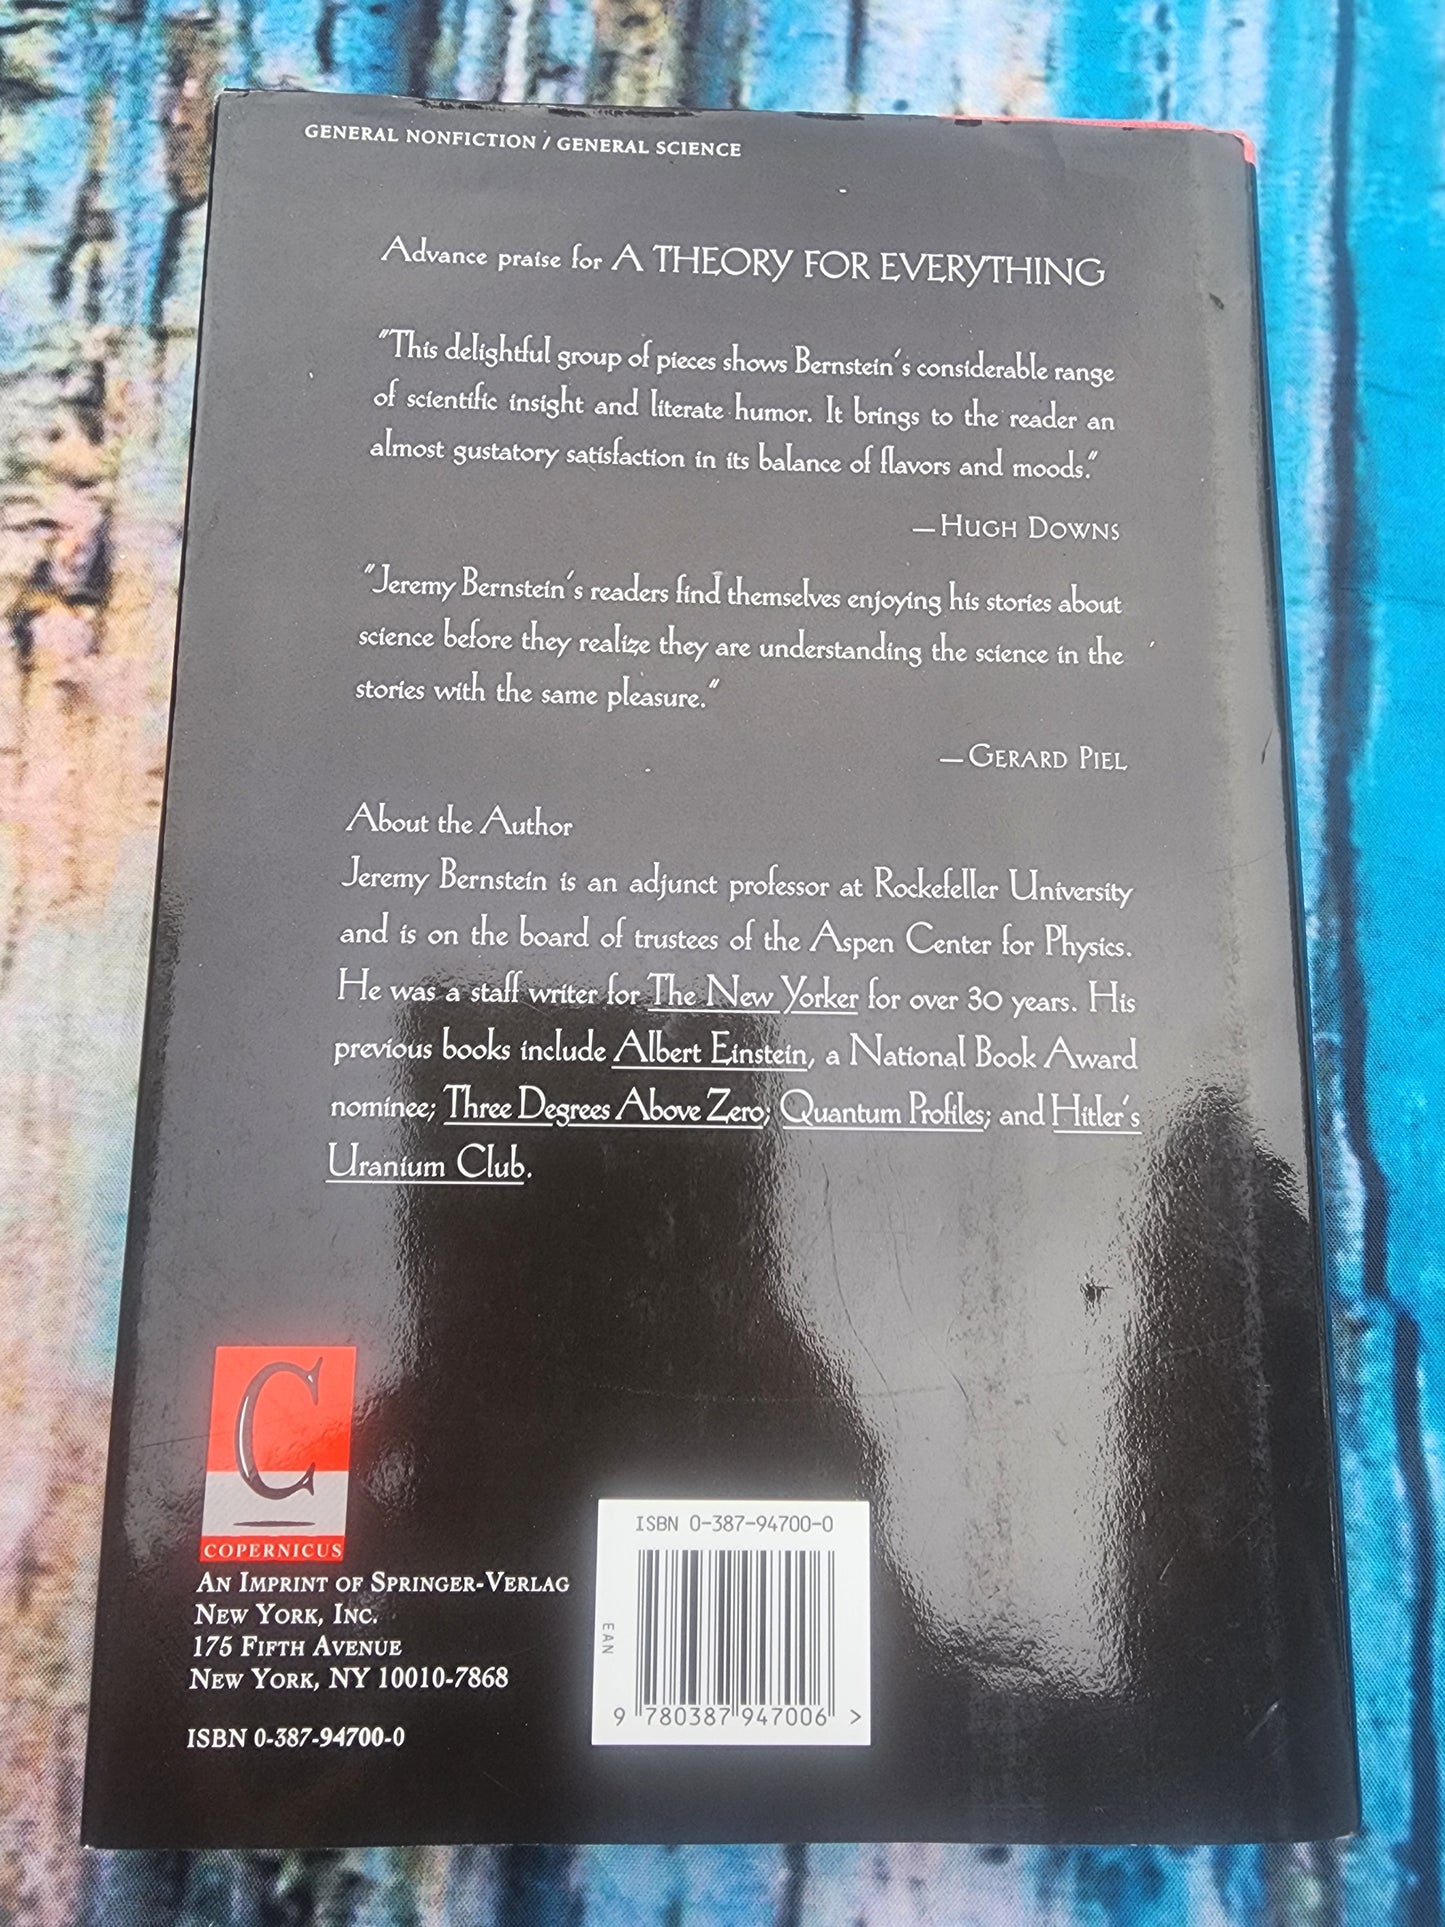 GENERAL NONFICTION / GENERAL SCIENCE
Advance praise for A THEORY FOR EVERYTHING
"This delightful group of pieces shows Bernstein's considerable range
of scientific insight and literate humor. It brings to the reader an
almost gustatory satisfaction in its balance of flavors and moods."
—HUGH DOWNS
"Jeremy Bernstein's readers find themselves enjoying his stories about
science before they realize they are understanding the science in the
stories with the same pleasure."
—GERARD PIEL
About the Author
Jeremy Bernstein is an adjunct professor at Rockefeller University
and is on the board of trustees of the Aspen Center for Physics.
He was a staff writer for The New Yorker for over 30 years. His
previous books include Albert Einstein, a National Book Award
nominee; Three Degrees Above Zero; Quantum Profiles; and Hitler's
Uranium Club.
C
COPERNICUS
AN IMPRINT OF SPRINGER-VERLAG
NEW YORK, INC.
175 FIFTH AVENUE
NEW YORK, NY 10010-7868
ISBN 0-387-94700-0
ISBN 0-387-94700-0
EAN
9 780387 947006 >